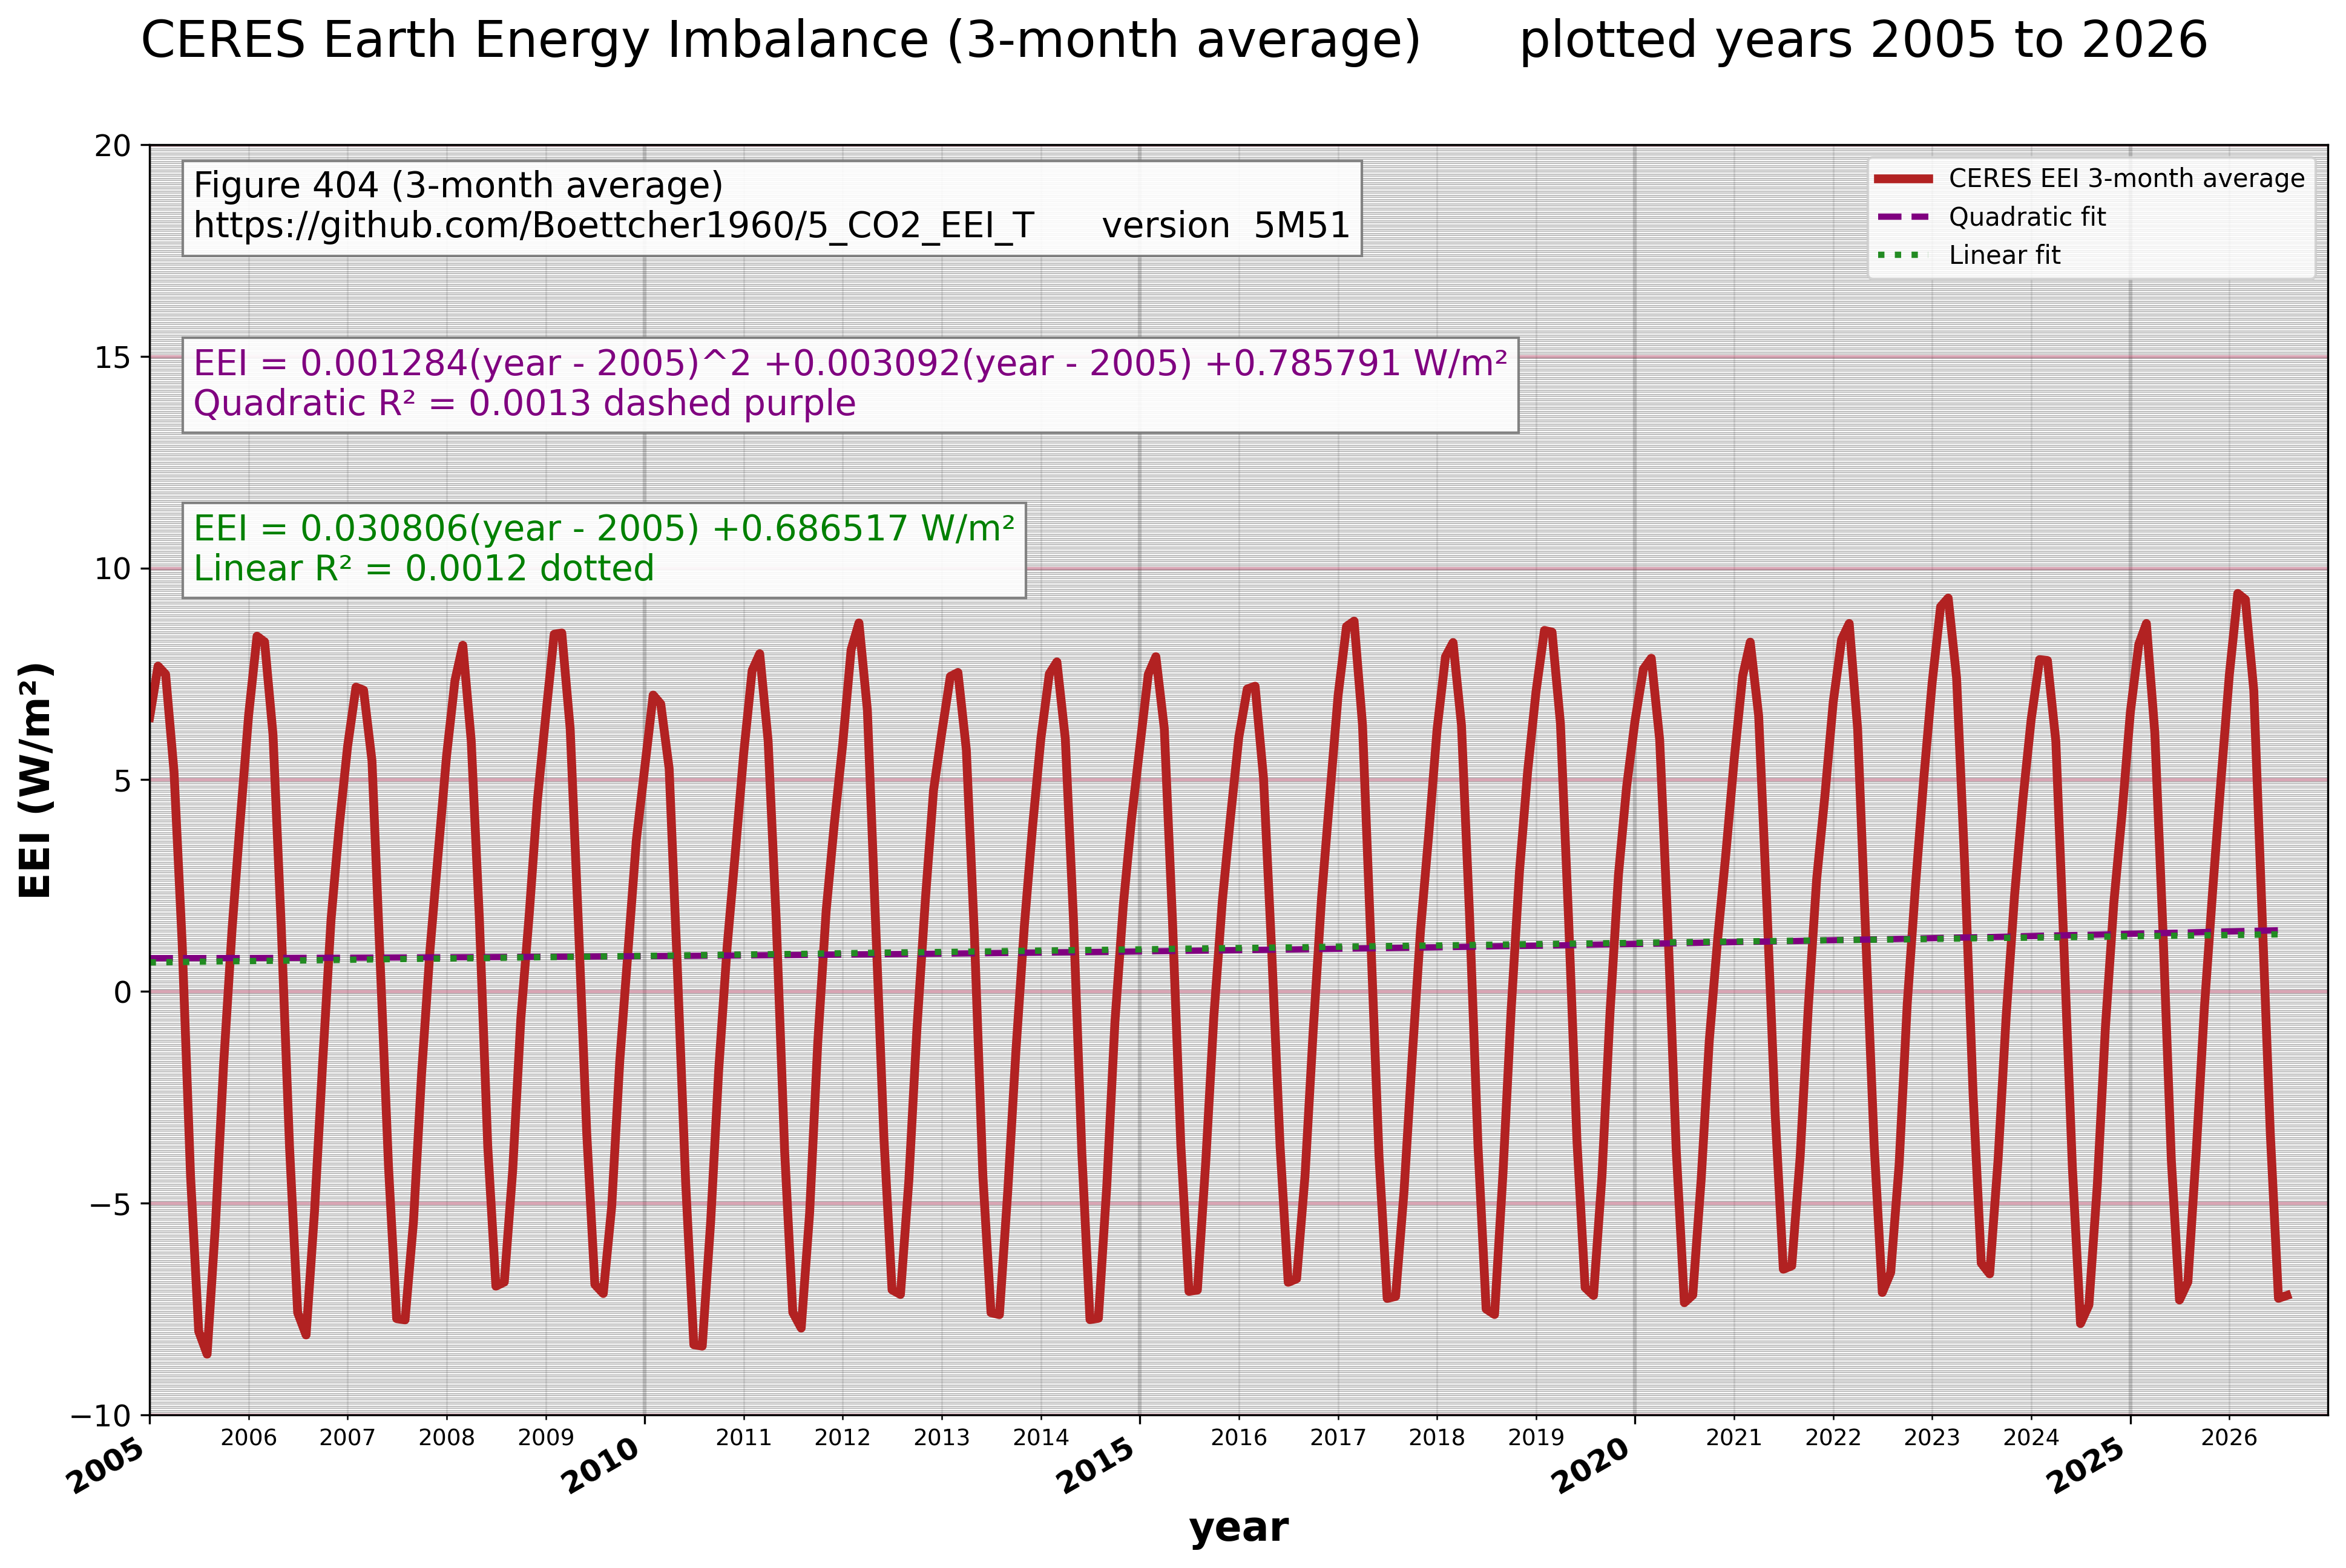 CERES Earth Energy Imbalance (3-month average)      plotted years 2005 to 2026
Figure 404 (3-month average)
https://github.com/Boettcher1960/5_CO2_EEI_T      version  5M51
CERES EEI 3-month average
Quadratic fit
Linear fit
EEI = 0.001284(year - 2005)^2 +0.003092(year - 2005) +0.785791 W/m²
Quadratic R² = 0.0013 dashed purple
EEI = 0.030806(year - 2005) +0.686517 W/m²
Linear R² = 0.0012 dotted
EEI (W/m²)
20
15
10
5
0
−5
−10
2005 2006 2007 2008 2009 2010 2011 2012 2013 2014 2015 2016 2017 2018 2019 2020 2021 2022 2023 2024 2025 2026
year